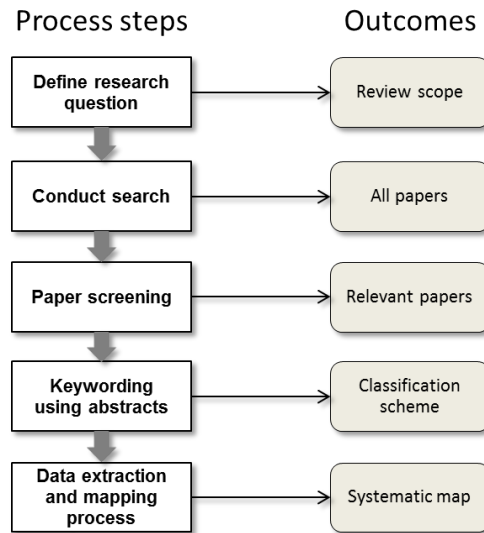 Process steps
Outcomes
Define research
question
Review scope
Conduct search
All papers
Paper screening
Relevant papers
Keywording
using abstracts
Classification
scheme
Data extraction
and mapping
process
Systematic map